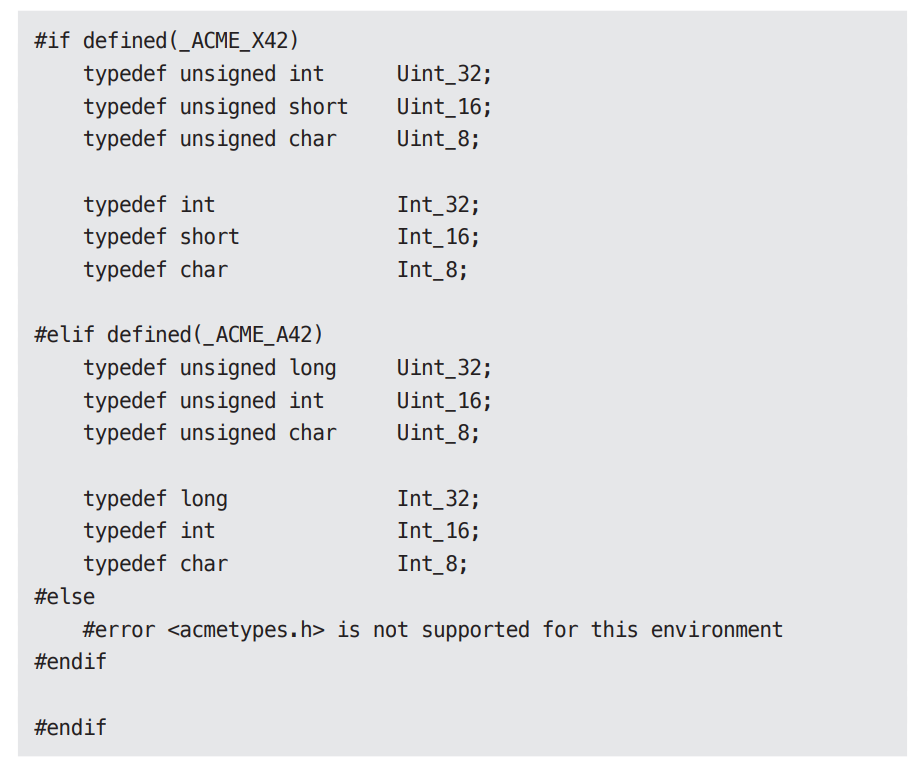 #if defined(_ACME_X42)
    typedef unsigned int      Uint_32;
    typedef unsigned short    Uint_16;
    typedef unsigned char     Uint_8;

    typedef int               Int_32;
    typedef short             Int_16;
    typedef char              Int_8;

#elif defined(_ACME_A42)
    typedef unsigned long     Uint_32;
    typedef unsigned int      Uint_16;
    typedef unsigned char     Uint_8;

    typedef long              Int_32;
    typedef int               Int_16;
    typedef char              Int_8;
#else
    #error <acmetypes.h> is not supported for this environment
#endif

#endif